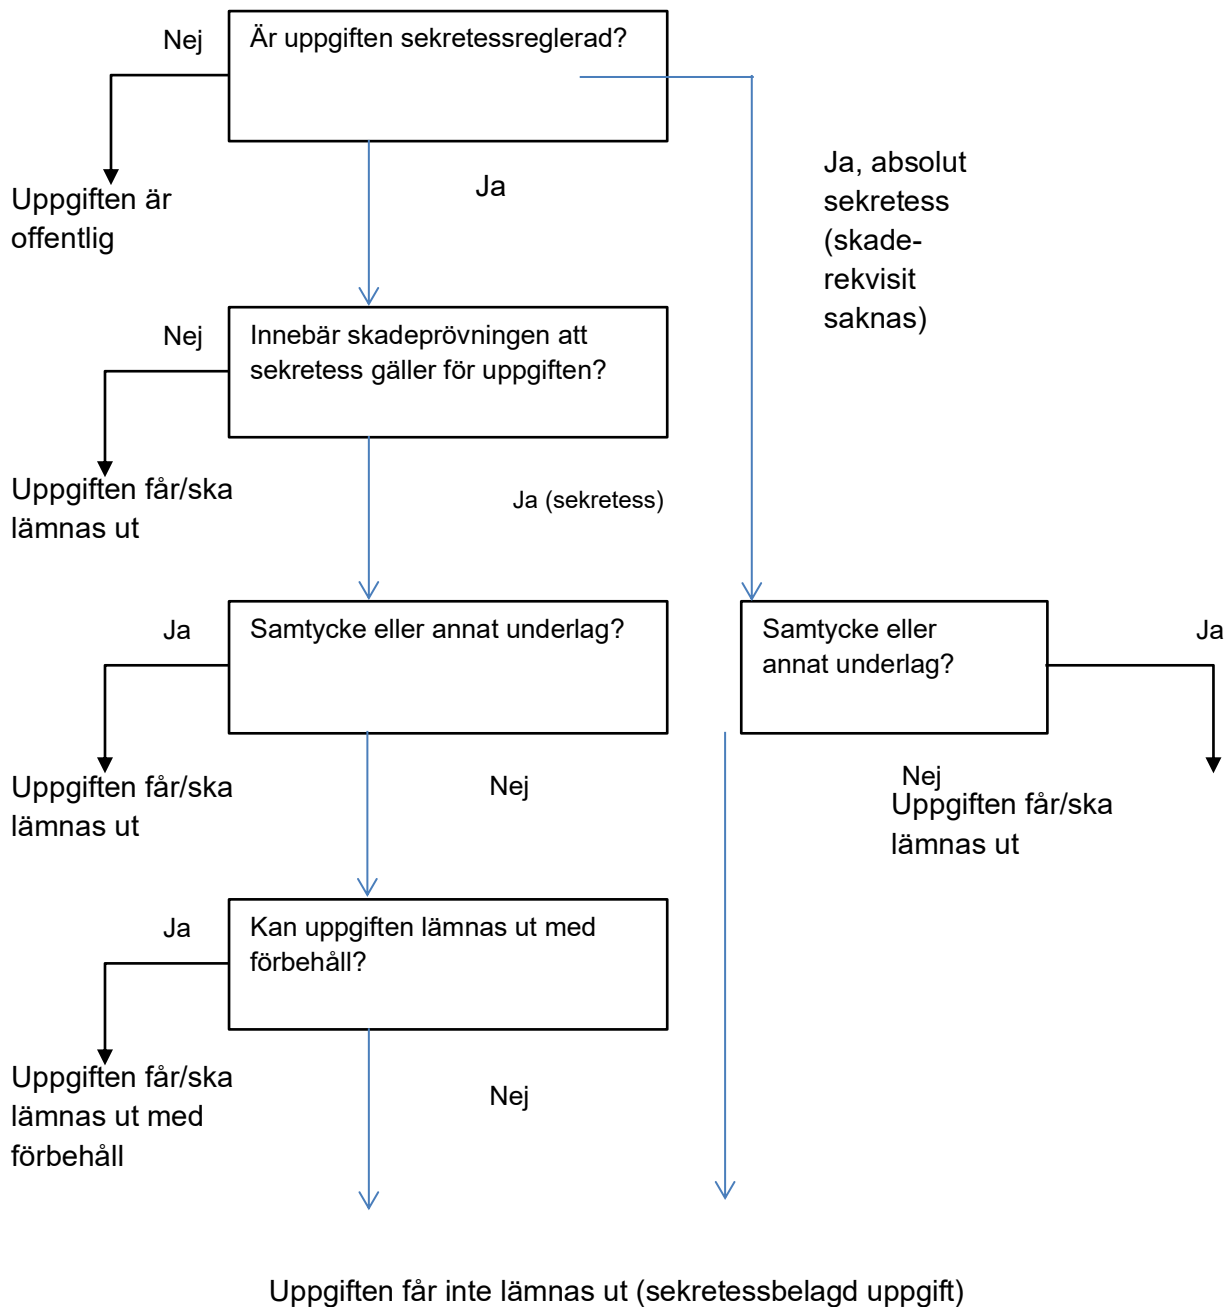 Nej
Är uppgiften sekretessreglerad?
Ja
Ja, absolut
sekretess
(skade-
rekvisit
saknas)
Uppgiften är
offentlig
Nej
Innebär skadeprövningen att
sekretess gäller för uppgiften?
Uppgiften får/ska
lämnas ut
Ja (sekretess)
Ja
Samtycke eller annat underlag?
Samtycke eller
annat underlag?
Ja
Uppgiften får/ska
lämnas ut
Nej
Nej
Uppgiften får/ska
lämnas ut
Ja
Kan uppgiften lämnas ut med
förbehåll?
Uppgiften får/ska
lämnas ut med
förbehåll
Nej
Uppgiften får inte lämnas ut (sekretessbelagd uppgift)